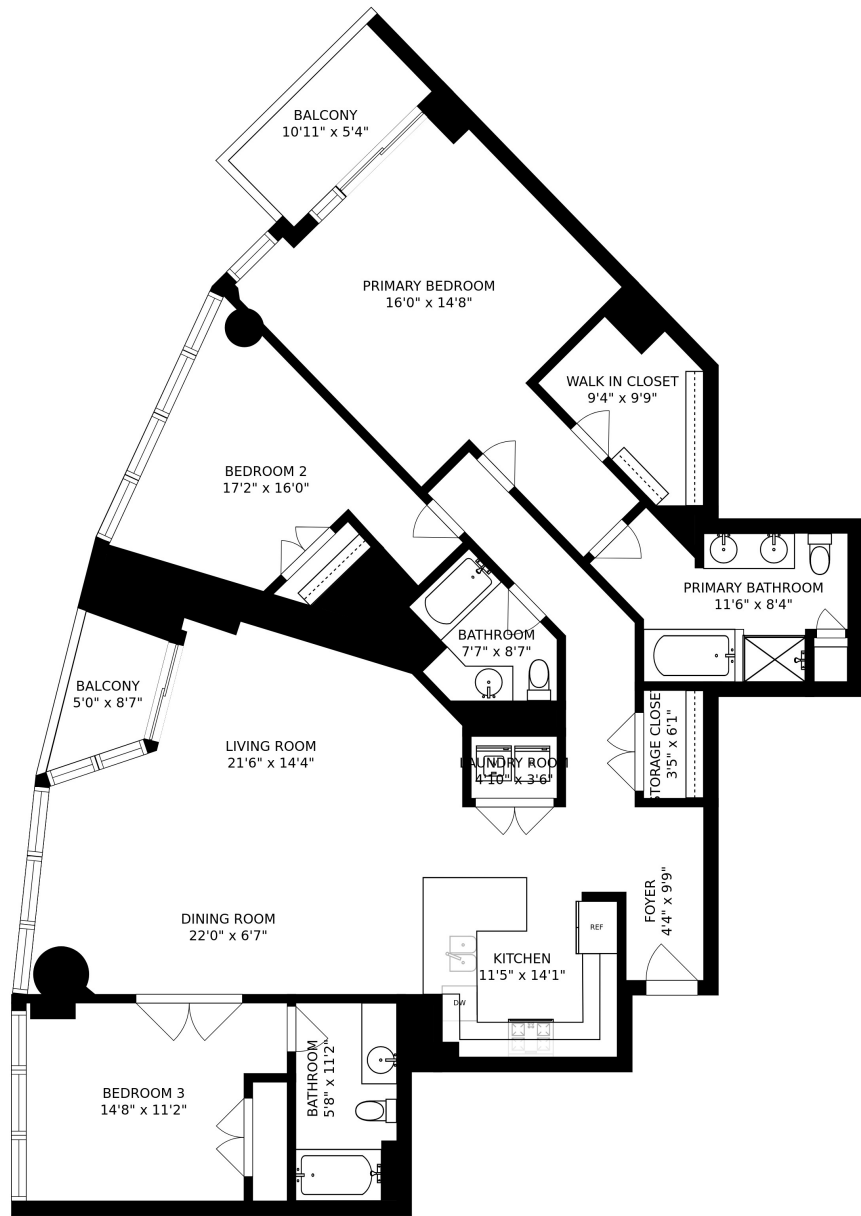 BALCONY
10'11" x 5'4"
PRIMARY BEDROOM
16'0" x 14'8"
WALK IN CLOSET
9'4" x 9'9"
BEDROOM 2
17'2" x 16'0"
PRIMARY BATHROOM
11'6" x 8'4"
BATHROOM
7'7" x 8'7"
BALCONY
5'0" x 8'7"
LIVING ROOM
21'6" x 14'4"
LAUNDRY ROOM
4'10" x 3'6"
STORAGE CLOSE
3'5" x 6'1"
FOYER
4'4" x 9'9"
DINING ROOM
22'0" x 6'7"
REF
KITCHEN
11'5" x 14'1"
DW
BATHROOM
5'8" x 11'2"
BEDROOM 3
14'8" x 11'2"